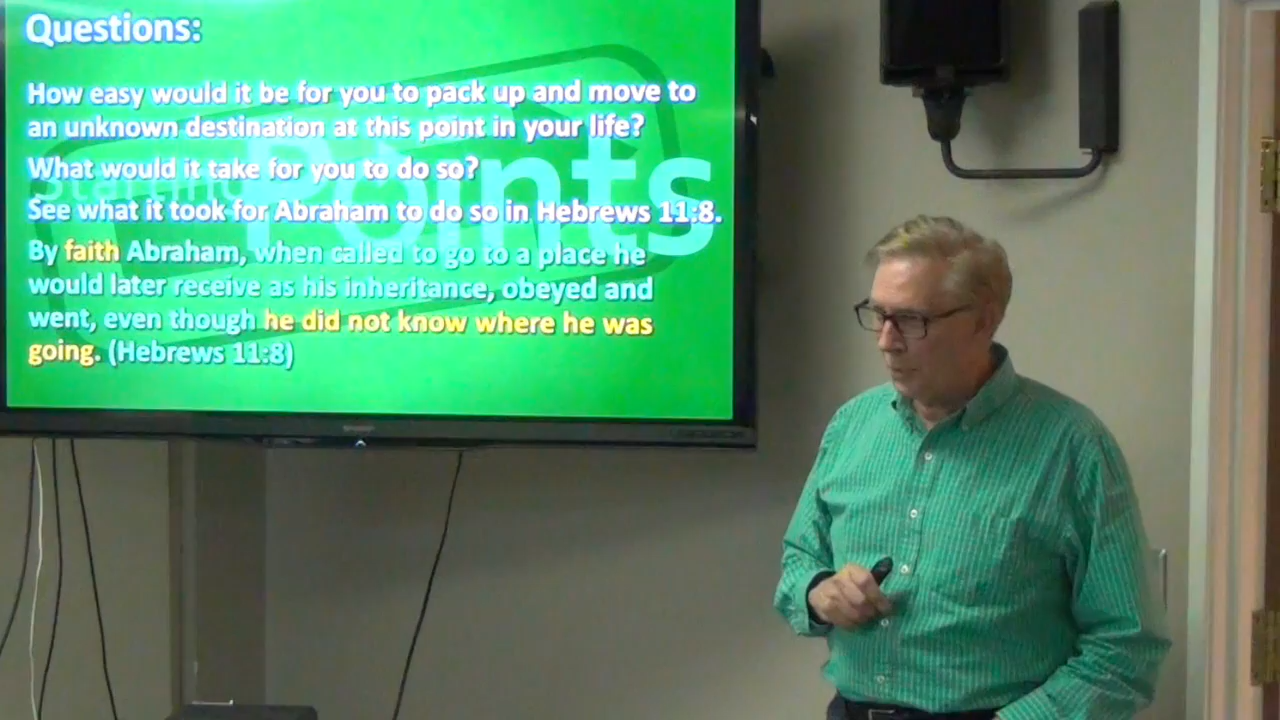 Questions:
How easy would it be for you to pack up and move to
an unknown destination at this point in your life?
What would it take for you to do so?
Starting
Points
See what it took for Abraham to do so in Hebrews 11:8.
By faith Abraham, when called to go to a place he
would later receive as his inheritance, obeyed and
went, even though he did not know where he was
going. (Hebrews 11:8)
SHARP